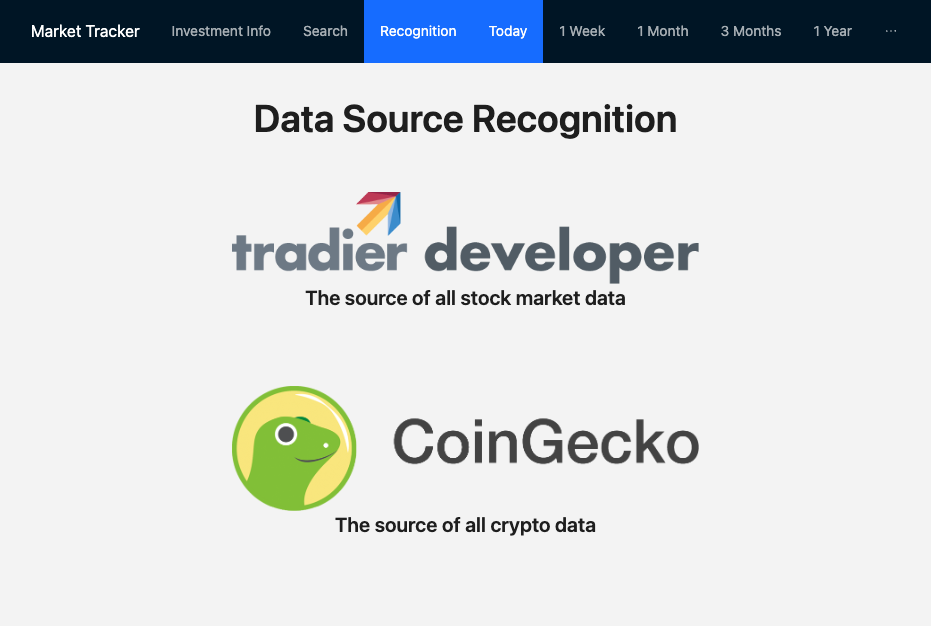 Market Tracker Investment Info Search Recognition Today 1 Week 1 Month 3 Months 1 Year ···
Data Source Recognition
tradier developer
The source of all stock market data
CoinGecko
The source of all crypto data